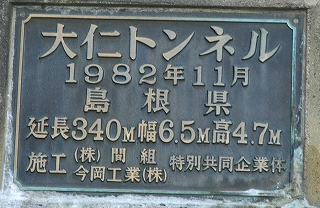 大仁トンネル
1982年11月
島根県
延長340M幅6.5M高4.7M
施工 (株)間組 今岡工業(株) 特別共同企業体